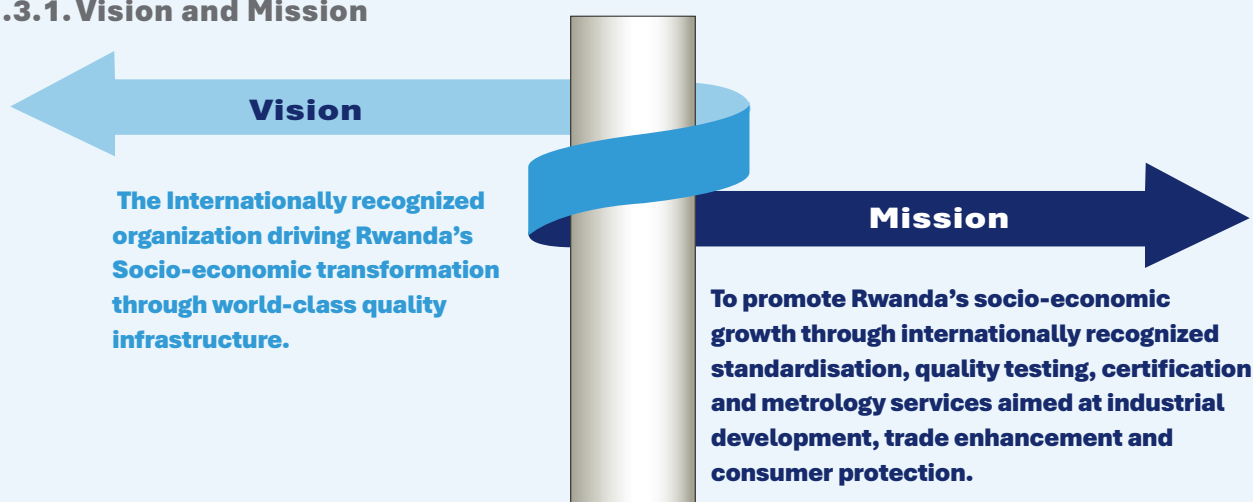 .3.1. Vision and Mission
Vision
The Internationally recognized
organization driving Rwanda's
Socio-economic transformation
through world-class quality
infrastructure.
Mission
To promote Rwanda's socio-economic
growth through internationally recognized
standardisation, quality testing, certification
and metrology services aimed at industrial
development, trade enhancement and
consumer protection.